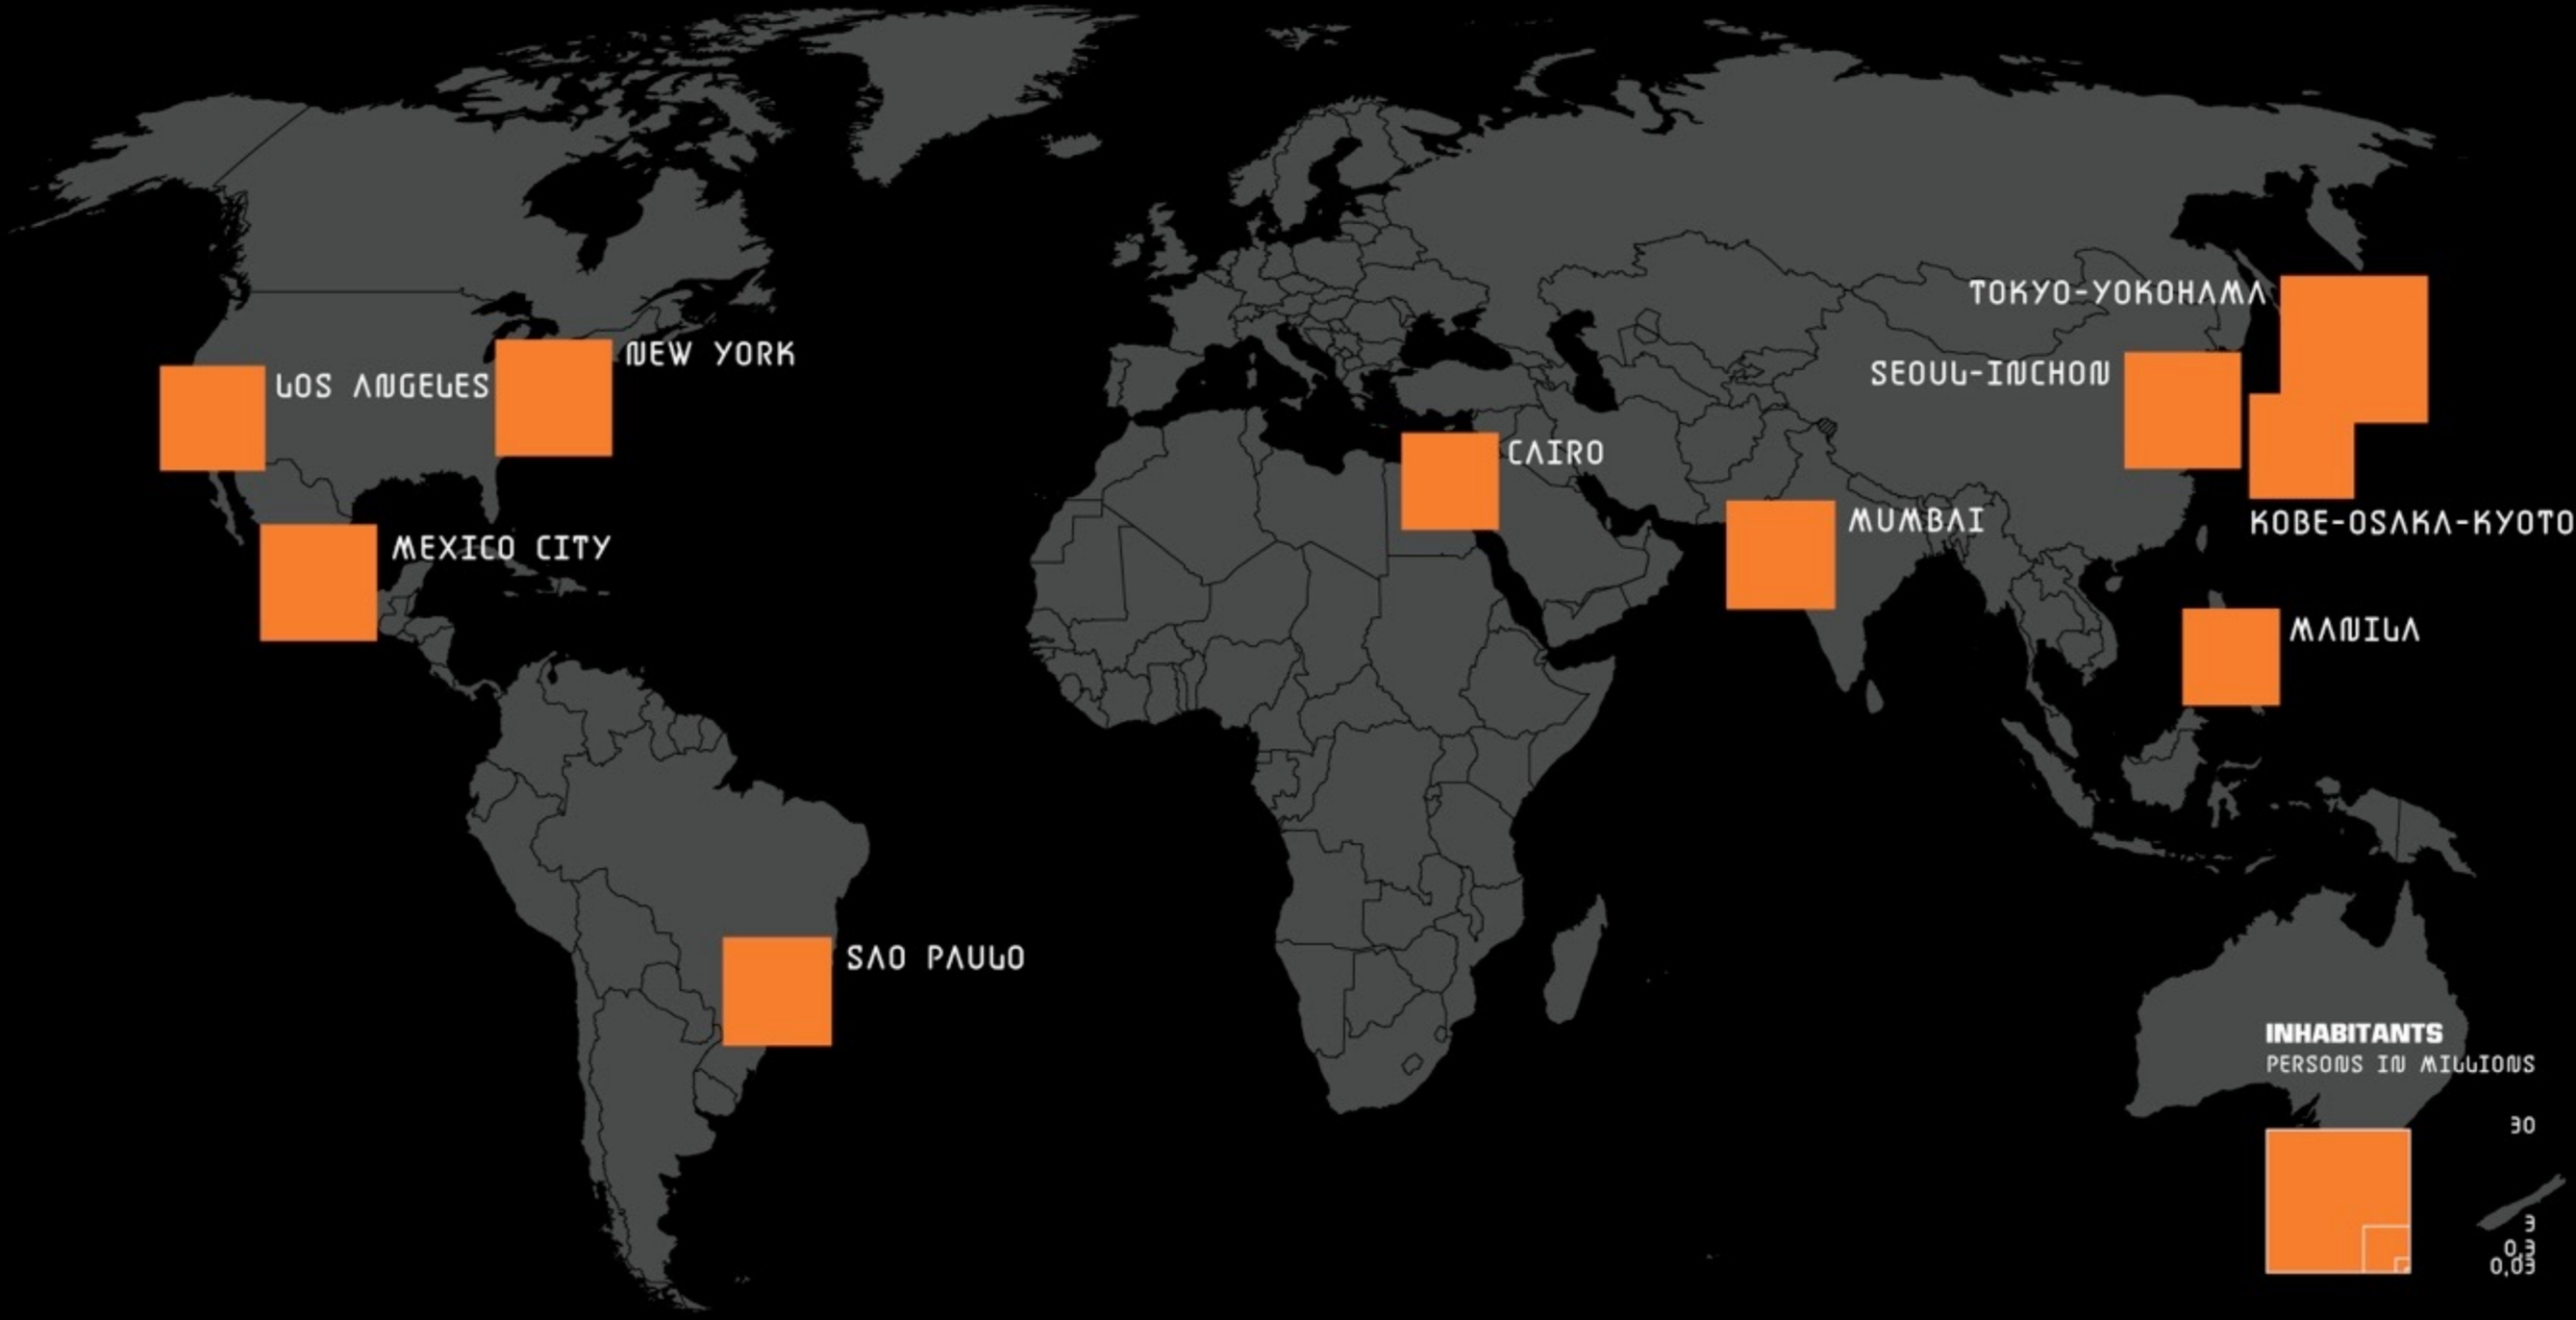 TOKYO-YOKOHAMA
NEW YORK
SEOUL-INCHON
LOS ANGELES
CAIRO
MUMBAI
KOBE-OSAKA-KYOTO
MEXICO CITY
MANILA
SAO PAULO
INHABITANTS
PERSONS IN MILLIONS
30
3
0,3
0,03